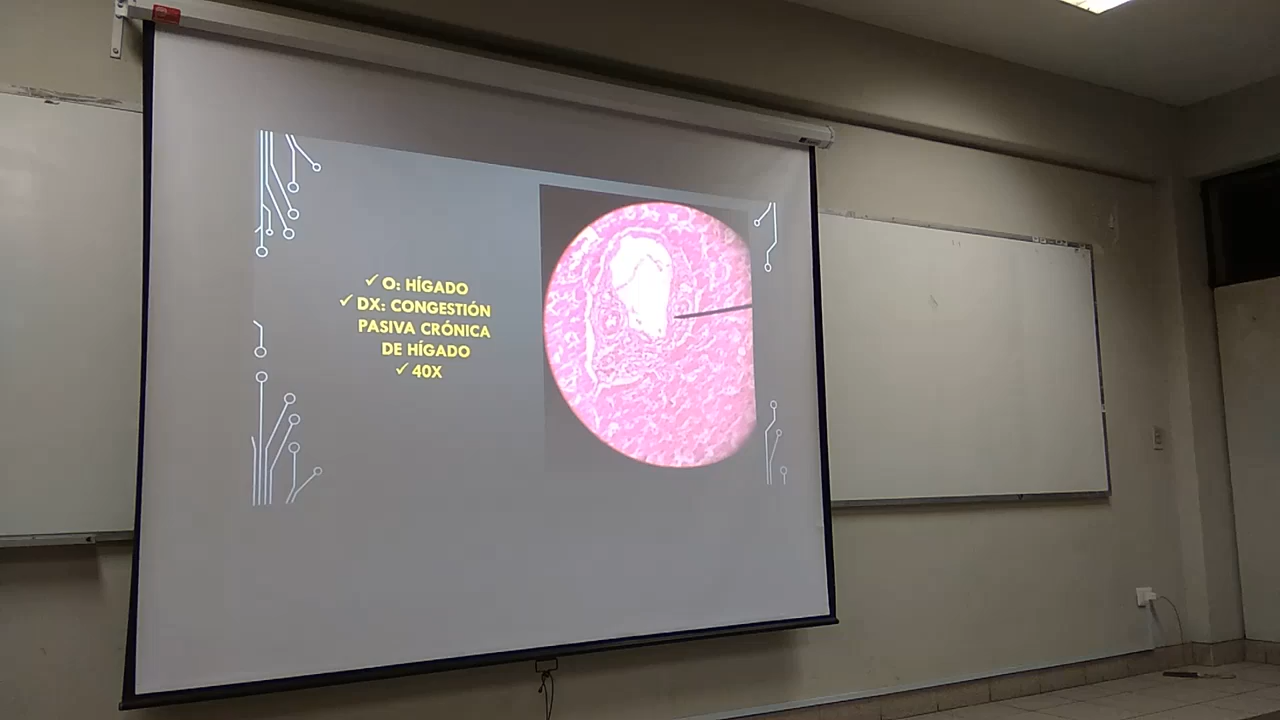 ✓ O: HÍGADO
✓ DX: CONGESTIÓN
PASIVA CRÓNICA
DE HÍGADO
✓ 40X